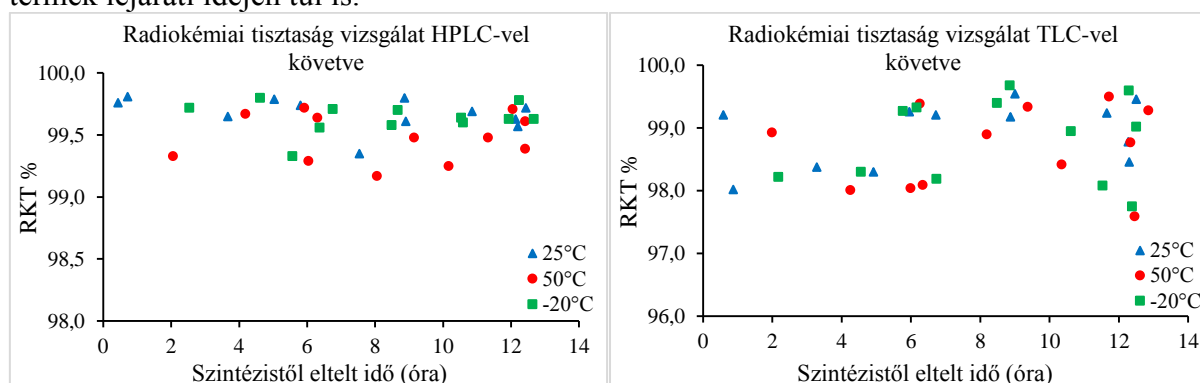 termék lejárati idején túl is.
Radiokémiai tisztaság vizsgálat HPLC-vel
követve
100,0
99,5
99,0
98,5
98,0
RKT %
0 2 4 6 8 10 12 14
Szintézistől eltelt idő (óra)
25°C
50°C
-20°C
Radiokémiai tisztaság vizsgálat TLC-vel
követve
100,0
99,0
98,0
97,0
96,0
RKT %
0 2 4 6 8 10 12 14
Szintézistől eltelt idő (óra)
25°C
50°C
-20°C